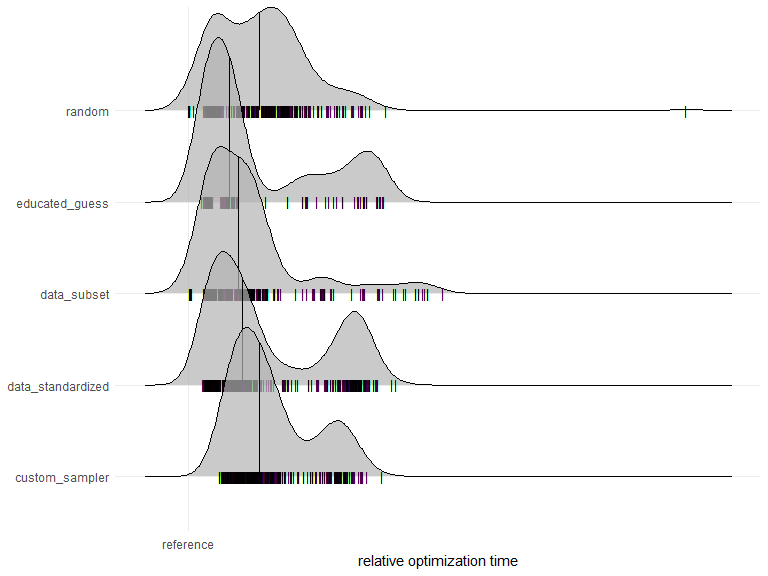 random
educated_guess
data_subset
data_standardized
custom_sampler
reference
relative optimization time